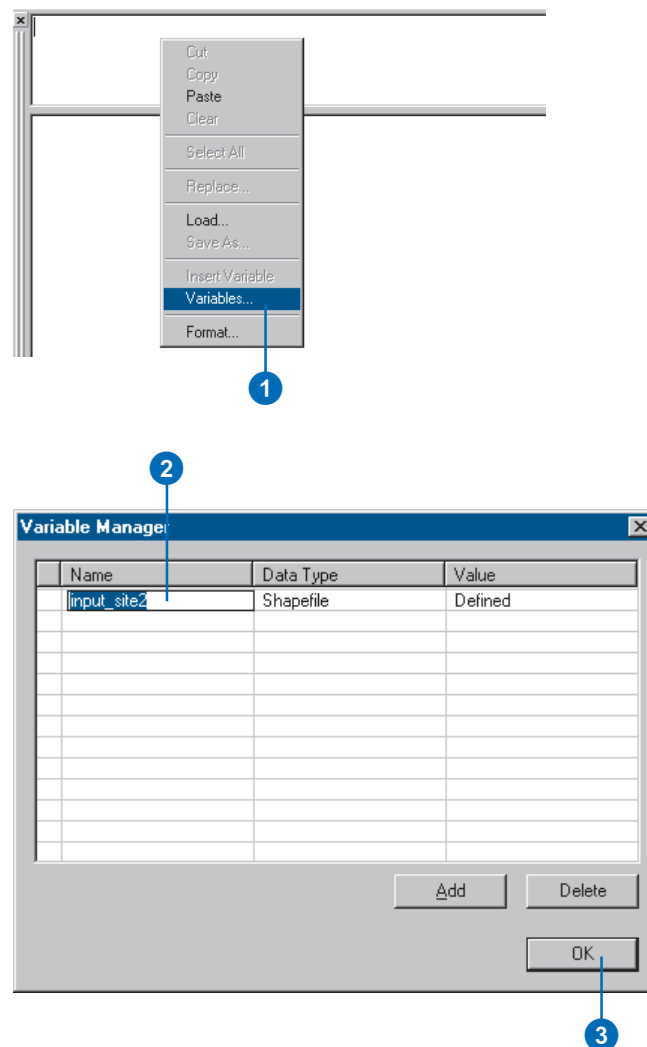 Cut
Copy
Paste
Clear
Select All
Replace...
Load...
Save As...
Insert Variable
Variables...
Format...
1
2
Variable Manager
Name Data Type Value
input_site2 Shapefile Defined
Add Delete
OK
3